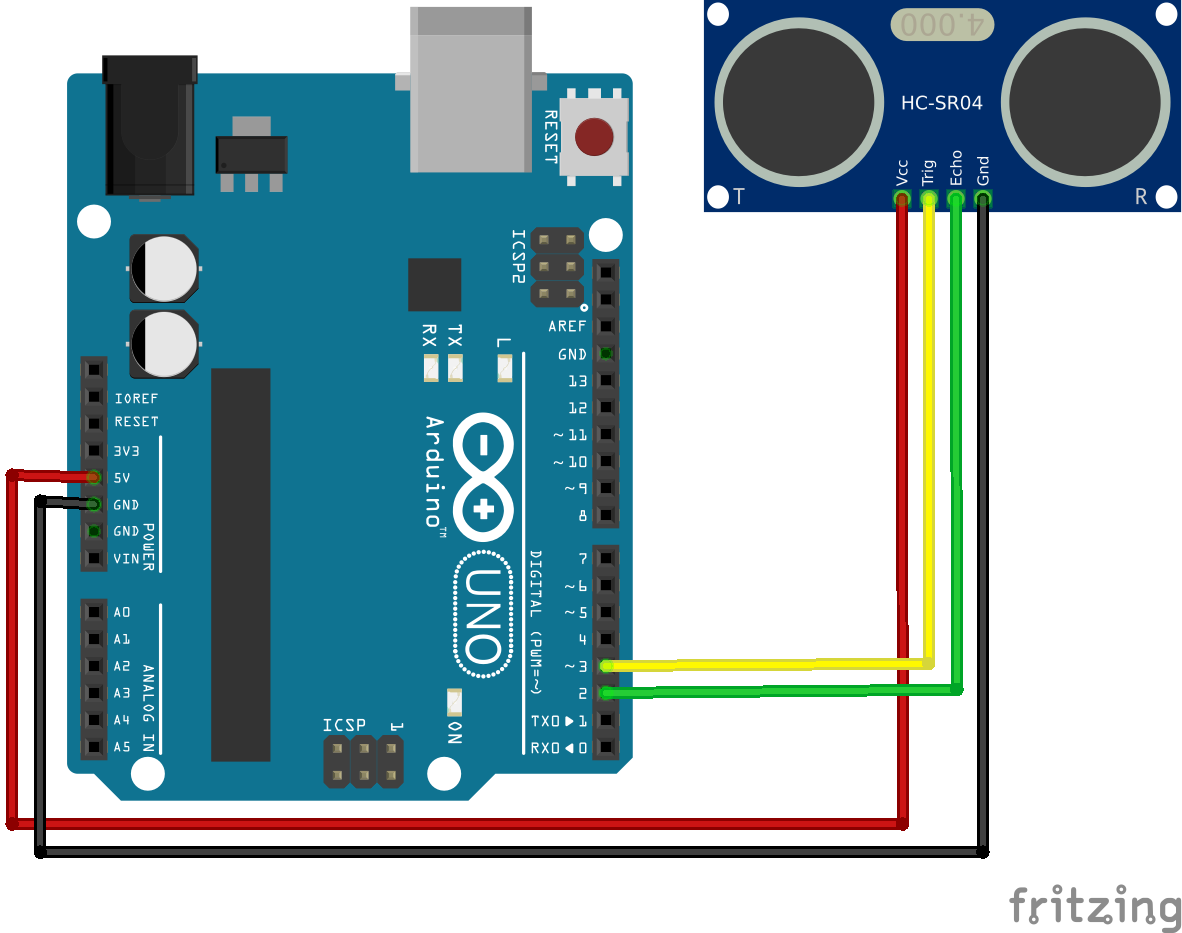 4.000
HC-SR04
Vcc
Trig
Echo
Gnd
T
R
RESET
ICSP2
AREF
GND
13
12
~11
~10
~9
8
7
~6
~5
4
~3
2
TX0▶1
RX0◀0
DIGITAL (PWM=~)
RX
TX
L
Arduino™
UNO
ON
ICSP
1
IOREF
RESET
3V3
5V
GND
GND
VIN
POWER
A0
A1
A2
A3
A4
A5
ANALOG IN
fritzing